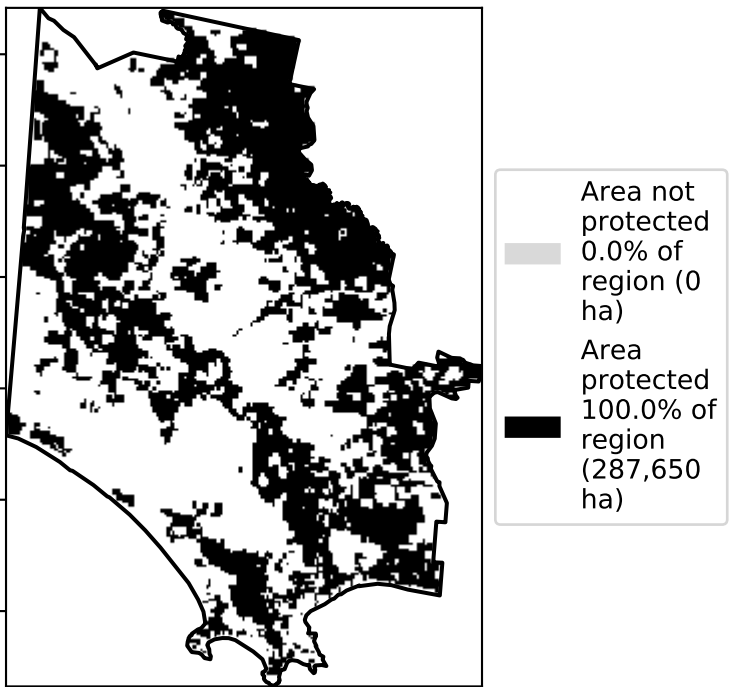 Area not
protected
0.0% of
region (0
ha)
Area
protected
100.0% of
region
(287,650
ha)